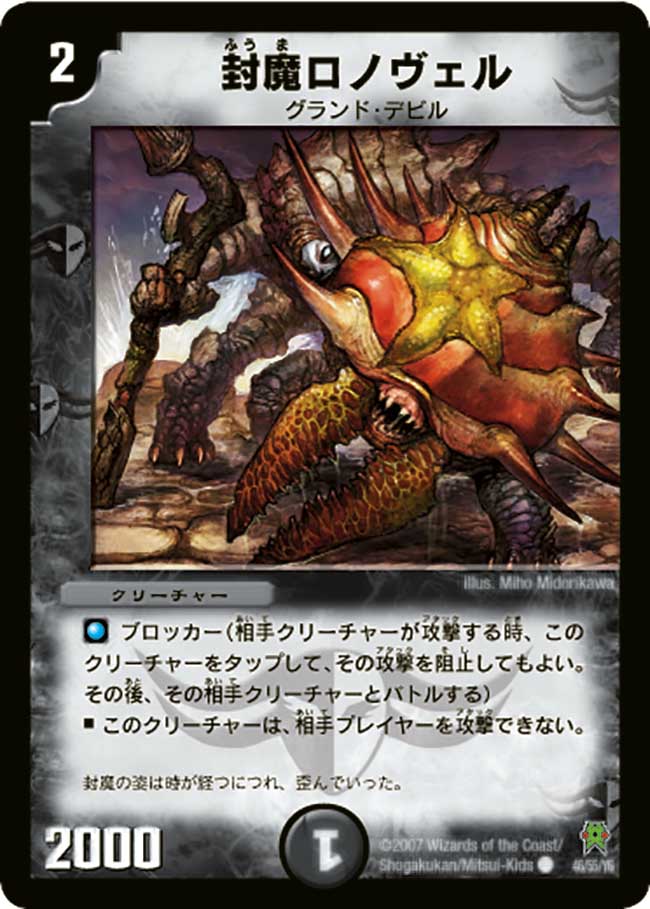 2
ふうま
封魔ロノヴェル
グランド・デビル
illus. Miho Midorikawa
クリーチャー
ブロッカー（相手クリーチャーが攻撃する時、この
クリーチャーをタップして、その攻撃を阻止してもよい。
その後、その相手クリーチャーとバトルする）
■ このクリーチャーは、相手プレイヤーを攻撃できない。
封魔の姿は時が経つにつれ、歪んでいった。
2000
1
©2007 Wizards of the Coast/
Shogakukan/Mitsui-Kids
46/55/Y6